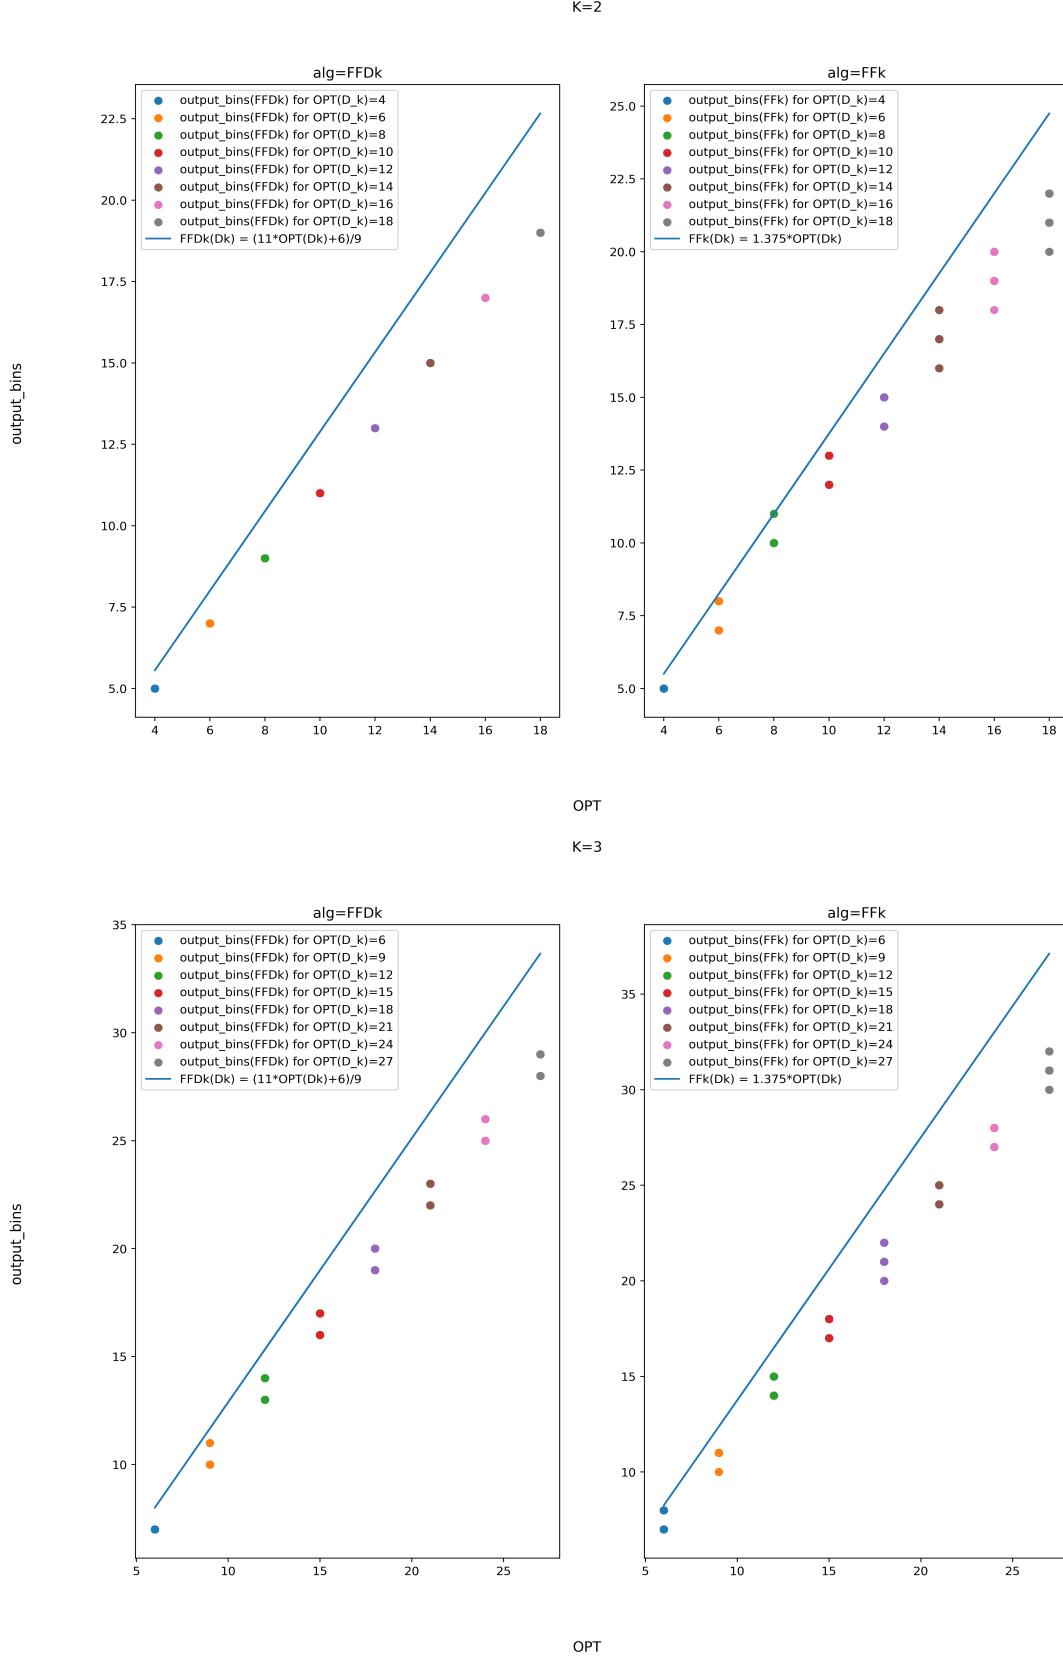 K=2
alg=FFDk
output_bins(FFDk) for OPT(D_k)=4
output_bins(FFDk) for OPT(D_k)=6
output_bins(FFDk) for OPT(D_k)=8
output_bins(FFDk) for OPT(D_k)=10
output_bins(FFDk) for OPT(D_k)=12
output_bins(FFDk) for OPT(D_k)=14
output_bins(FFDk) for OPT(D_k)=16
output_bins(FFDk) for OPT(D_k)=18
FFDk(Dk) = (11*OPT(Dk)+6)/9
22.5
20.0
17.5
15.0
12.5
10.0
7.5
5.0
4 6 8 10 12 14 16 18
alg=FFk
output_bins(FFk) for OPT(D_k)=4
output_bins(FFk) for OPT(D_k)=6
output_bins(FFk) for OPT(D_k)=8
output_bins(FFk) for OPT(D_k)=10
output_bins(FFk) for OPT(D_k)=12
output_bins(FFk) for OPT(D_k)=14
output_bins(FFk) for OPT(D_k)=16
output_bins(FFk) for OPT(D_k)=18
FFk(Dk) = 1.375*OPT(Dk)
25.0
22.5
20.0
17.5
15.0
12.5
10.0
7.5
5.0
4 6 8 10 12 14 16 18
output_bins
OPT
K=3
alg=FFDk
output_bins(FFDk) for OPT(D_k)=6
output_bins(FFDk) for OPT(D_k)=9
output_bins(FFDk) for OPT(D_k)=12
output_bins(FFDk) for OPT(D_k)=15
output_bins(FFDk) for OPT(D_k)=18
output_bins(FFDk) for OPT(D_k)=21
output_bins(FFDk) for OPT(D_k)=24
output_bins(FFDk) for OPT(D_k)=27
FFDk(Dk) = (11*OPT(Dk)+6)/9
35
30
25
20
15
10
5 10 15 20 25
alg=FFk
output_bins(FFk) for OPT(D_k)=6
output_bins(FFk) for OPT(D_k)=9
output_bins(FFk) for OPT(D_k)=12
output_bins(FFk) for OPT(D_k)=15
output_bins(FFk) for OPT(D_k)=18
output_bins(FFk) for OPT(D_k)=21
output_bins(FFk) for OPT(D_k)=24
output_bins(FFk) for OPT(D_k)=27
FFk(Dk) = 1.375*OPT(Dk)
35
30
25
20
15
10
5 10 15 20 25
output_bins
OPT